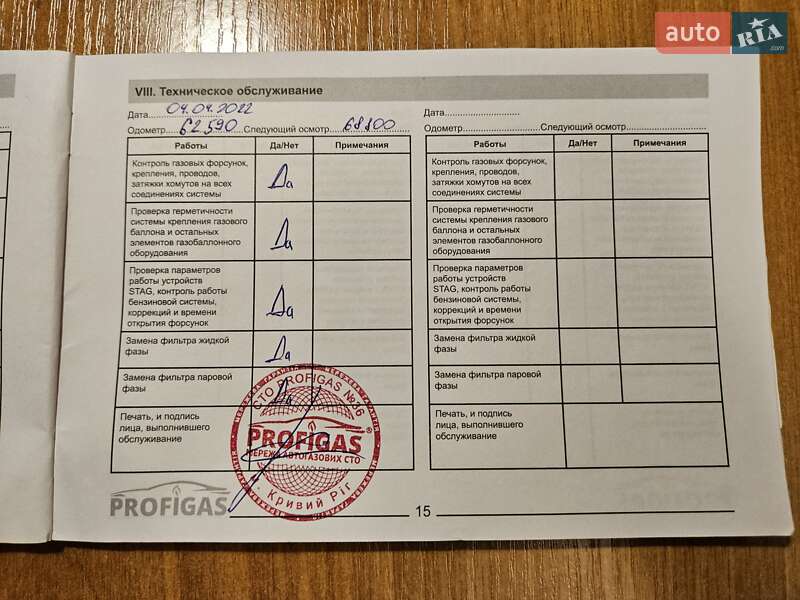 auto RIA .com
VIII. Техническое обслуживание
Дата 04.04.2022
Одометр 62590 Следующий осмотр 68800
Работы Да/Нет Примечания
Контроль газовых форсунок,
крепления, проводов,
затяжки хомутов на всех
соединениях системы
Да
Проверка герметичности
системы крепления газового
баллона и остальных
элементов газобаллонного
оборудования
Да
Проверка параметров
работы устройств
STAG, контроль работы
бензиновой системы,
коррекций и времени
открытия форсунок
Да
Замена фильтра жидкой
фазы
Да
Замена фильтра паровой
фазы
Да
Печать, и подпись
лица, выполнившего
обслуживание
СТО PROFIGAS №26
PROFIGAS®
МЕРЕЖА АВТОГАЗОВИХ СТО
г. Кривий Ріг
PROFIGAS
Дата
Одометр Следующий осмотр
Работы Да/Нет Примечания
Контроль газовых форсунок,
крепления, проводов,
затяжки хомутов на всех
соединениях системы
Проверка герметичности
системы крепления газового
баллона и остальных
элементов газобаллонного
оборудования
Проверка параметров
работы устройств
STAG, контроль работы
бензиновой системы,
коррекций и времени
открытия форсунок
Замена фильтра жидкой
фазы
Замена фильтра паровой
фазы
Печать, и подпись
лица, выполнившего
обслуживание
15